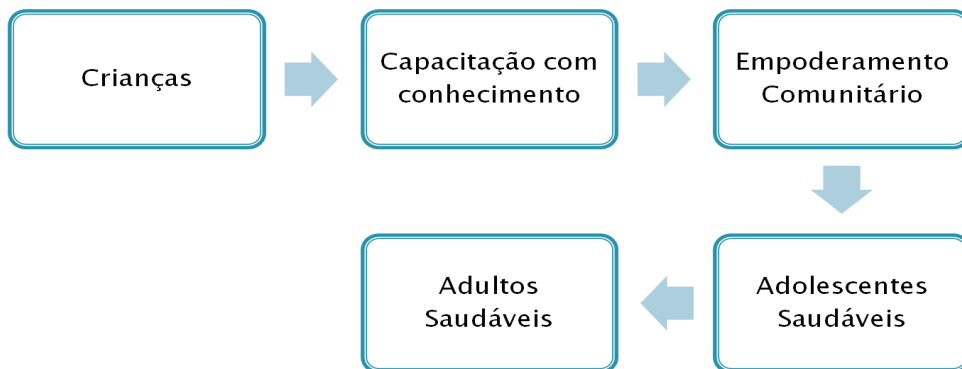 Crianças
Capacitação com
conhecimento
Empoderamento
Comunitário
Adolescentes
Saudáveis
Adultos
Saudáveis